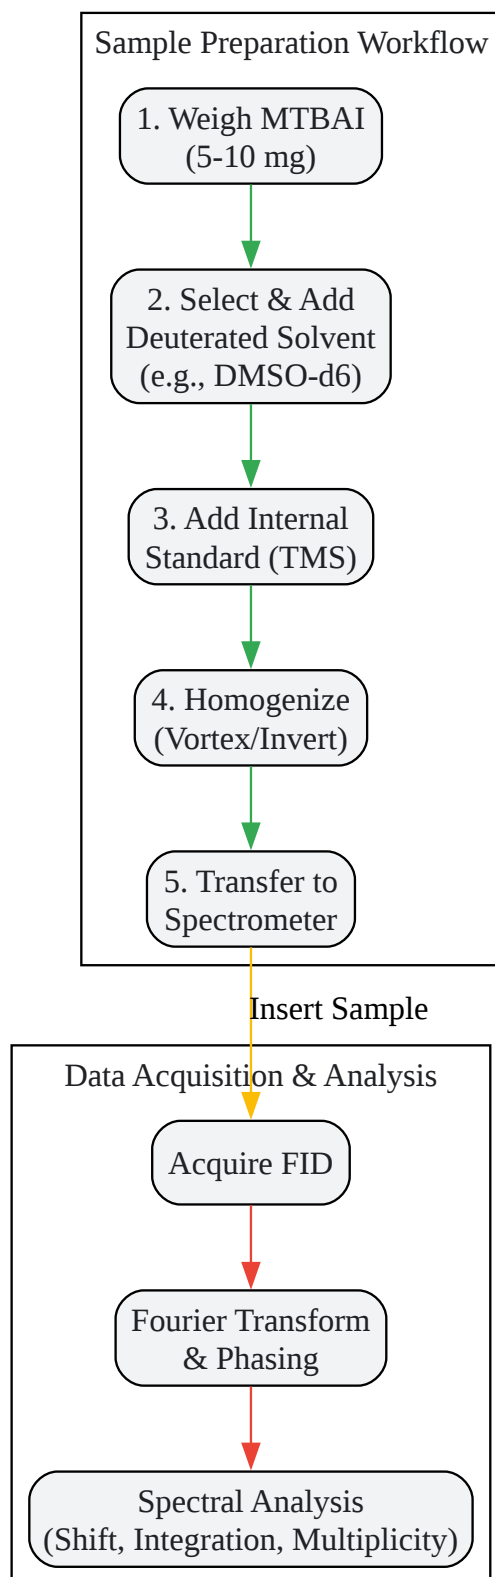 Sample Preparation Workflow
1. Weigh MTBAI
(5-10 mg)
2. Select & Add
Deuterated Solvent
(e.g., DMSO-d6)
3. Add Internal
Standard (TMS)
4. Homogenize
(Vortex/Invert)
5. Transfer to
Spectrometer
Insert Sample
Data Acquisition & Analysis
Acquire FID
Fourier Transform
& Phasing
Spectral Analysis
(Shift, Integration, Multiplicity)